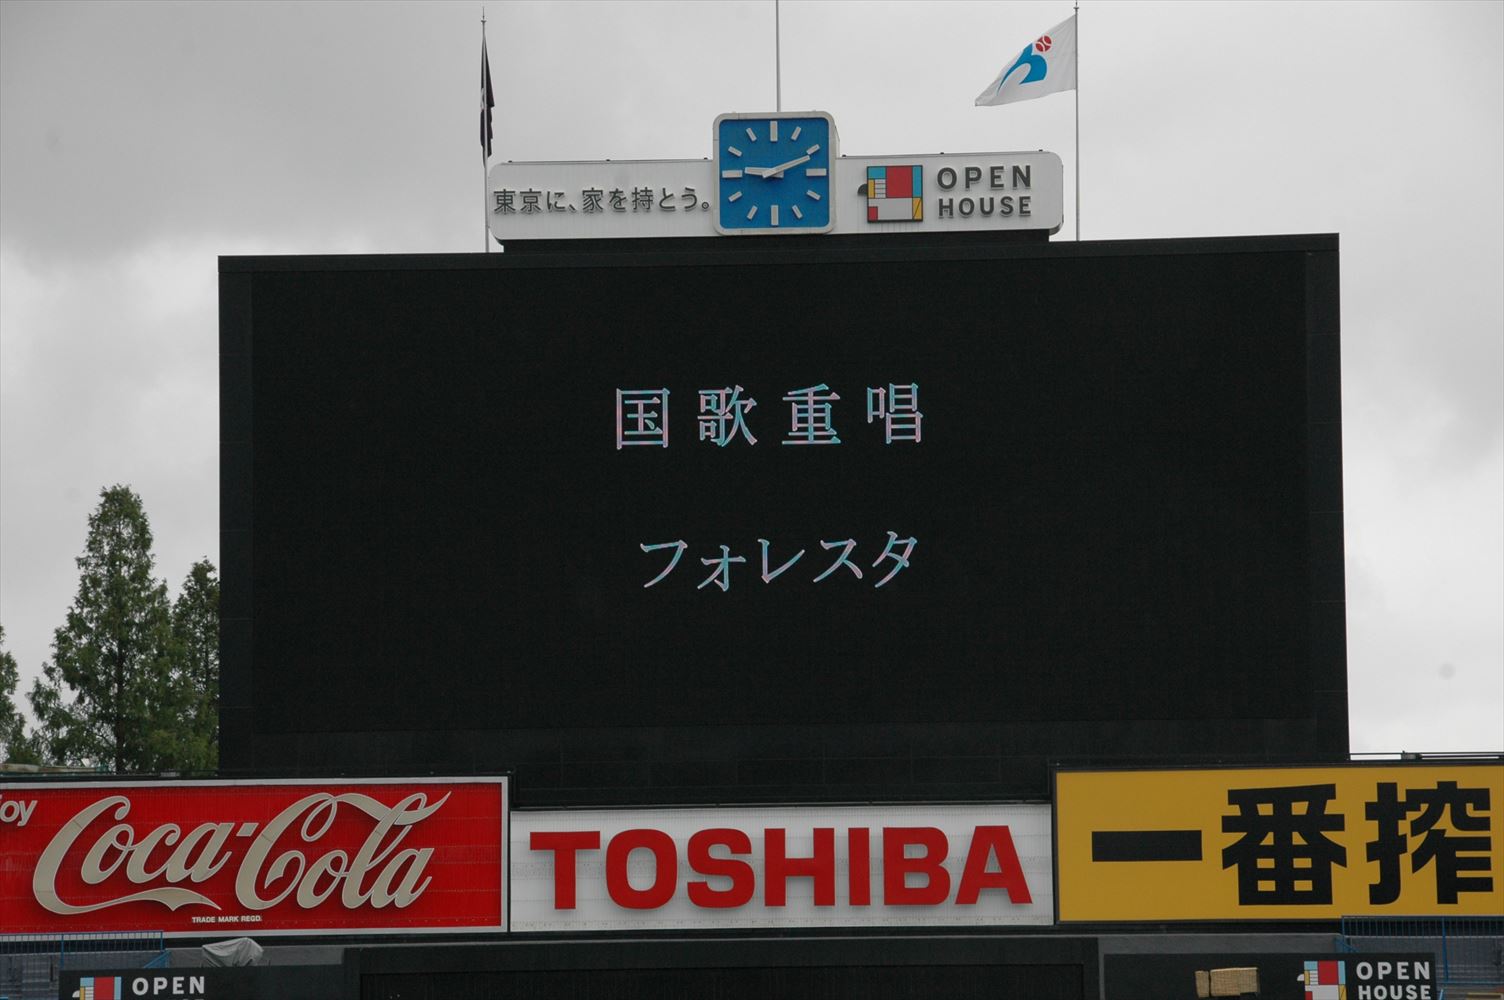 東京に、家を持とう。
OPEN
HOUSE
国歌重唱
フォレスタ
joy
Coca-Cola
TRADE MARK REGD.
TOSHIBA
一番搾
OPEN
OPEN
HOUSE